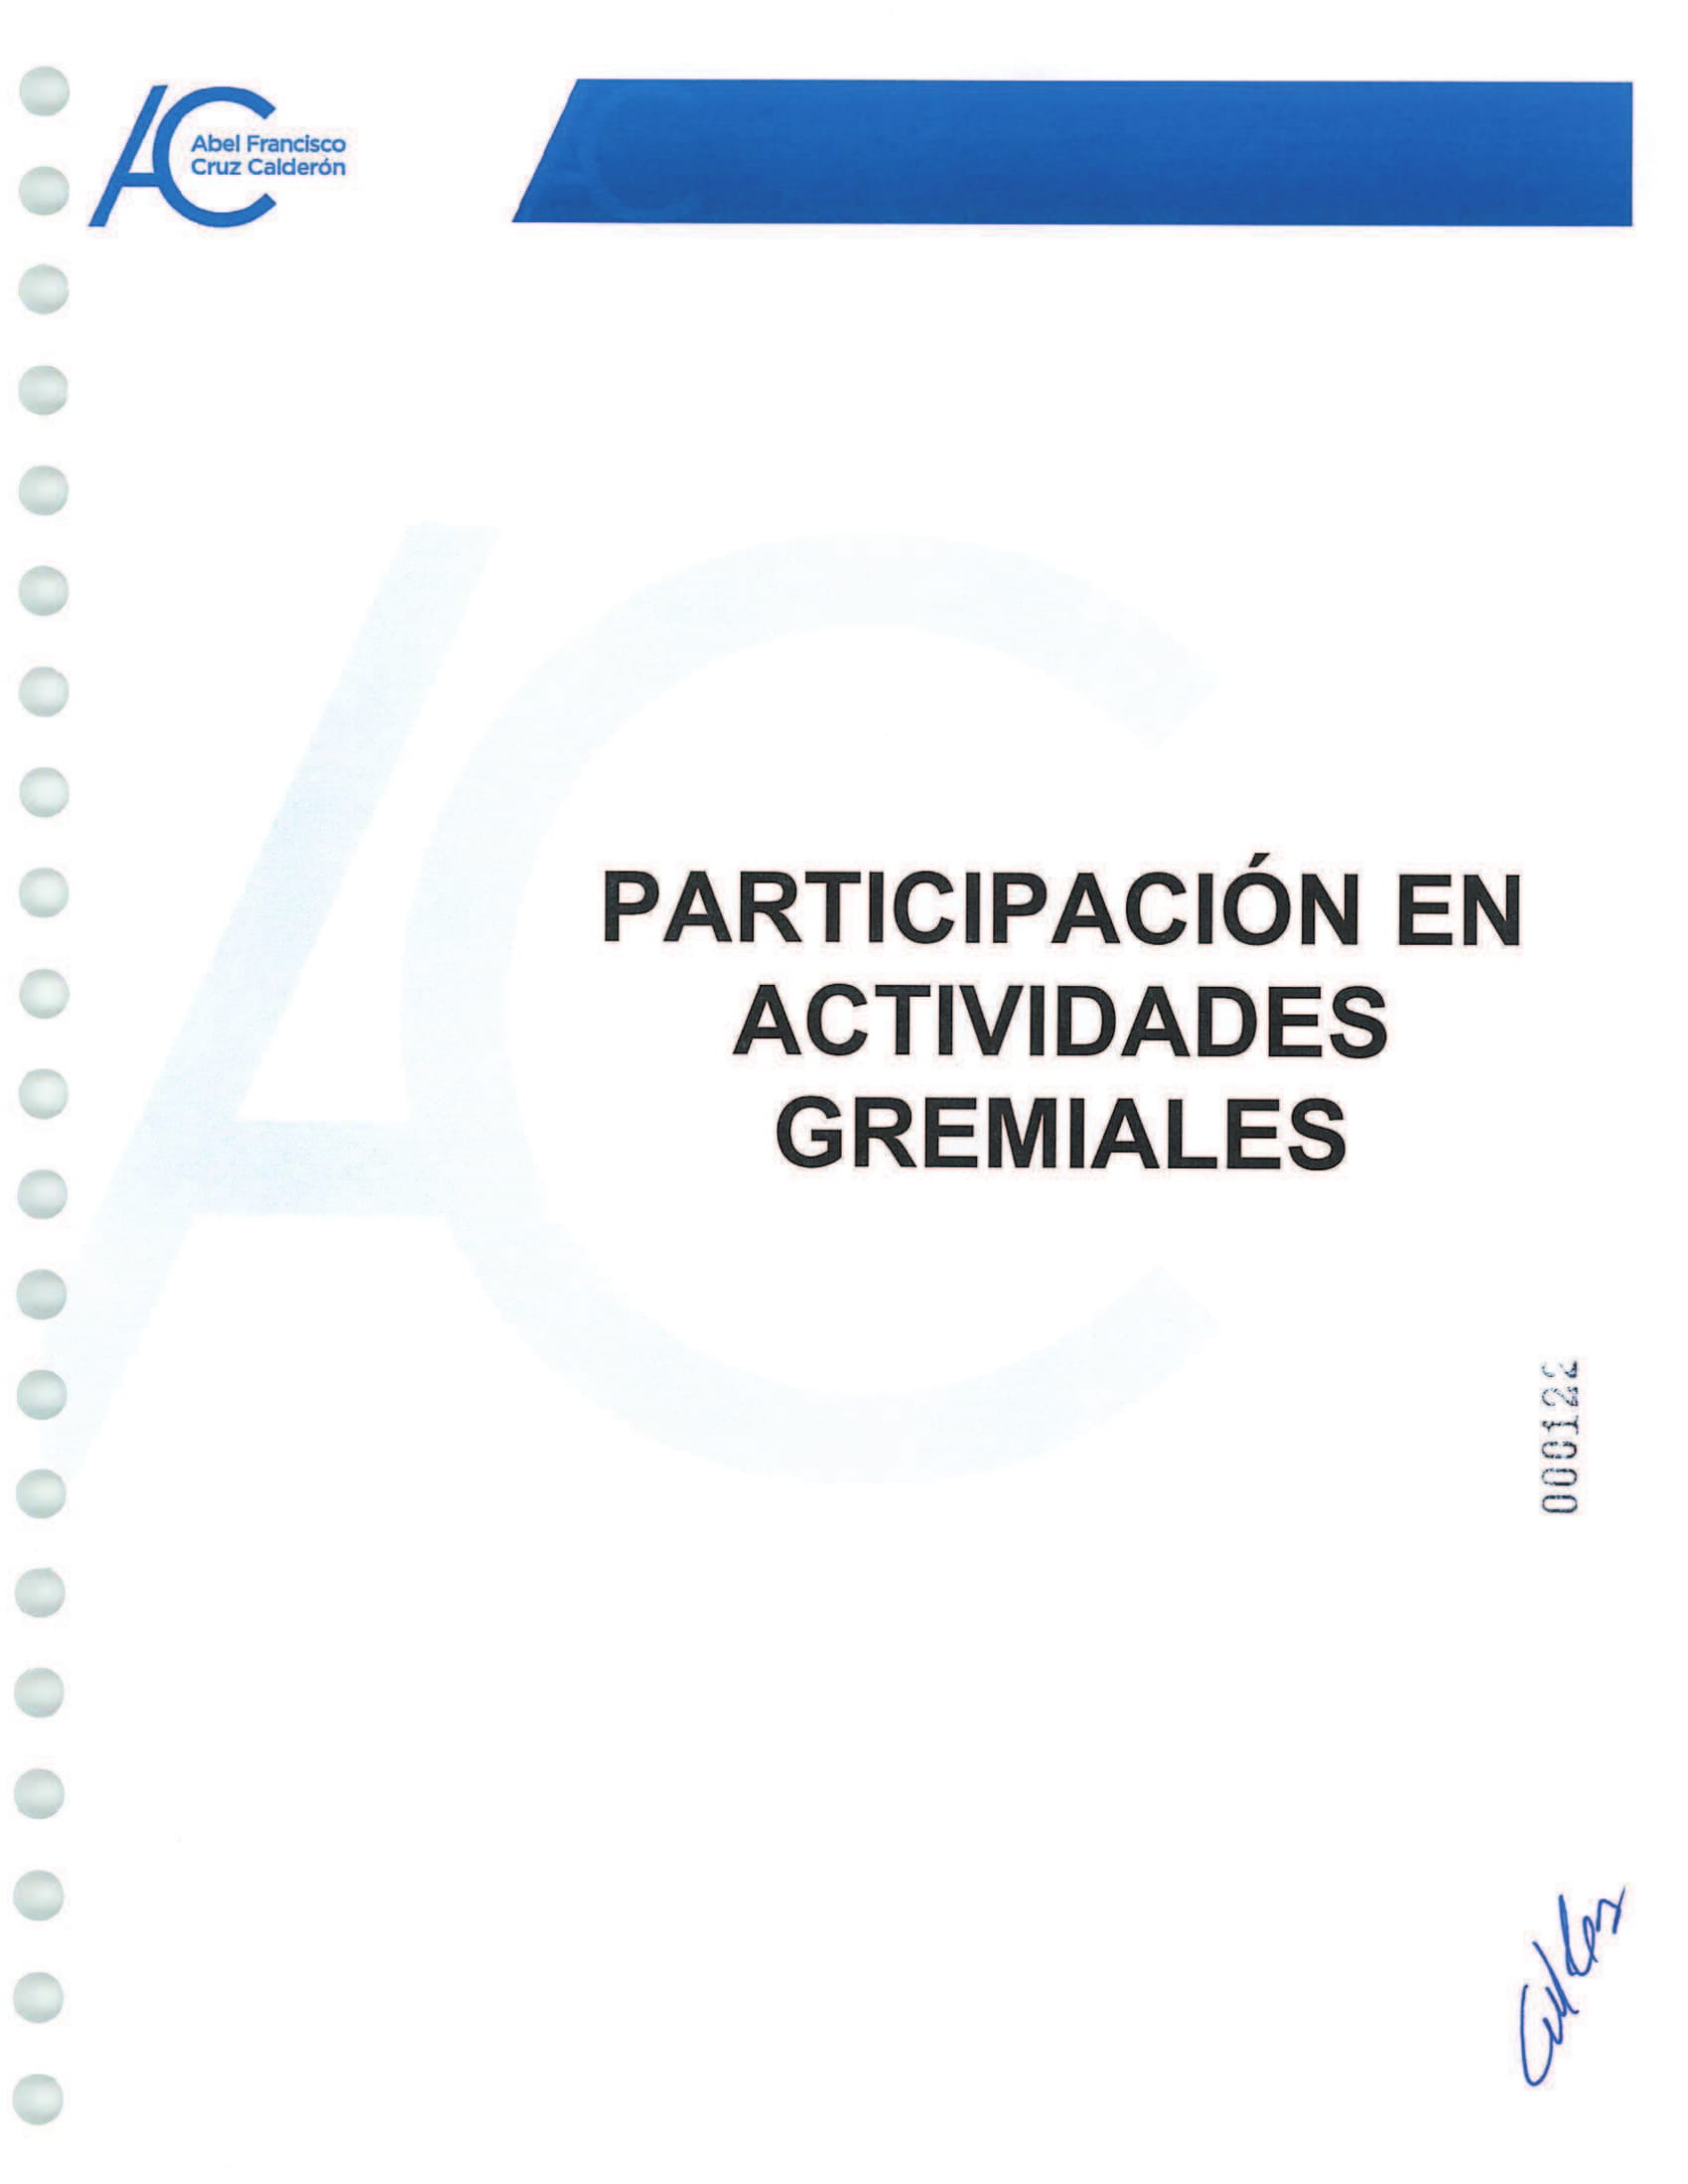 Abel Francisco
Cruz Calderón
PARTICIPACIÓN EN
ACTIVIDADES
GREMIALES
000122